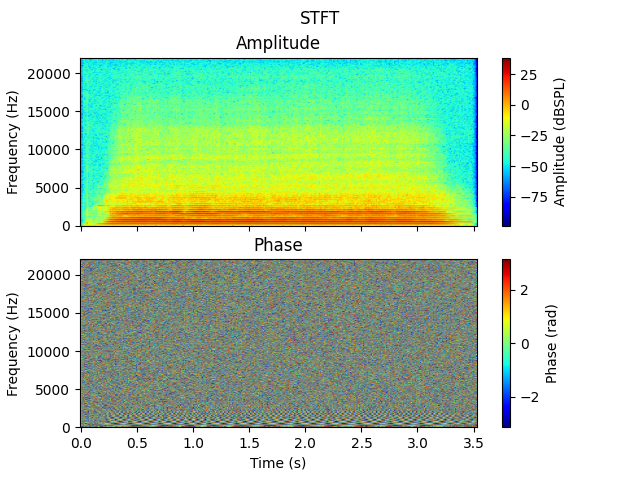 STFT
Amplitude
Frequency (Hz)
20000
15000
10000
5000
0
25
0
−25
−50
−75
Amplitude (dBSPL)
Phase
Frequency (Hz)
20000
15000
10000
5000
0
0.0 0.5 1.0 1.5 2.0 2.5 3.0 3.5
Time (s)
2
0
−2
Phase (rad)